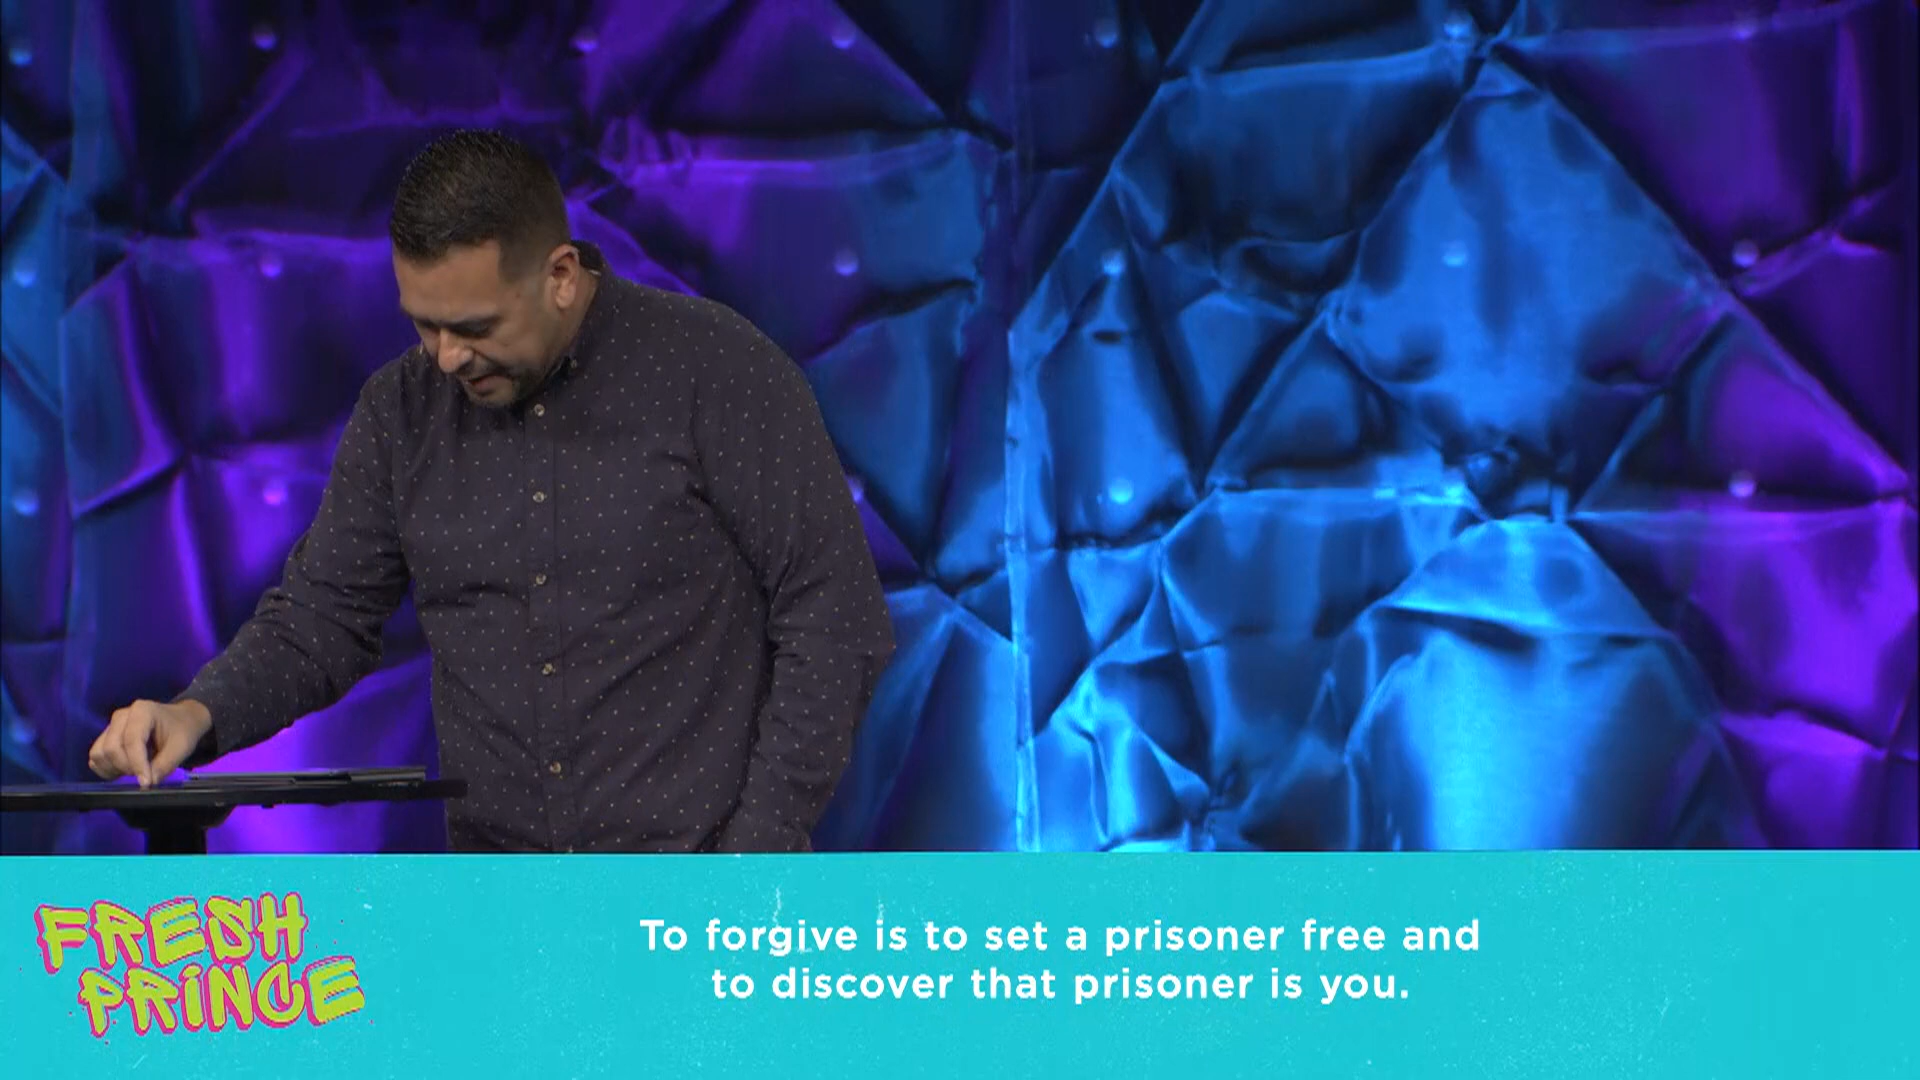 FRESH
PRINCE
To forgive is to set a prisoner free and
to discover that prisoner is you.